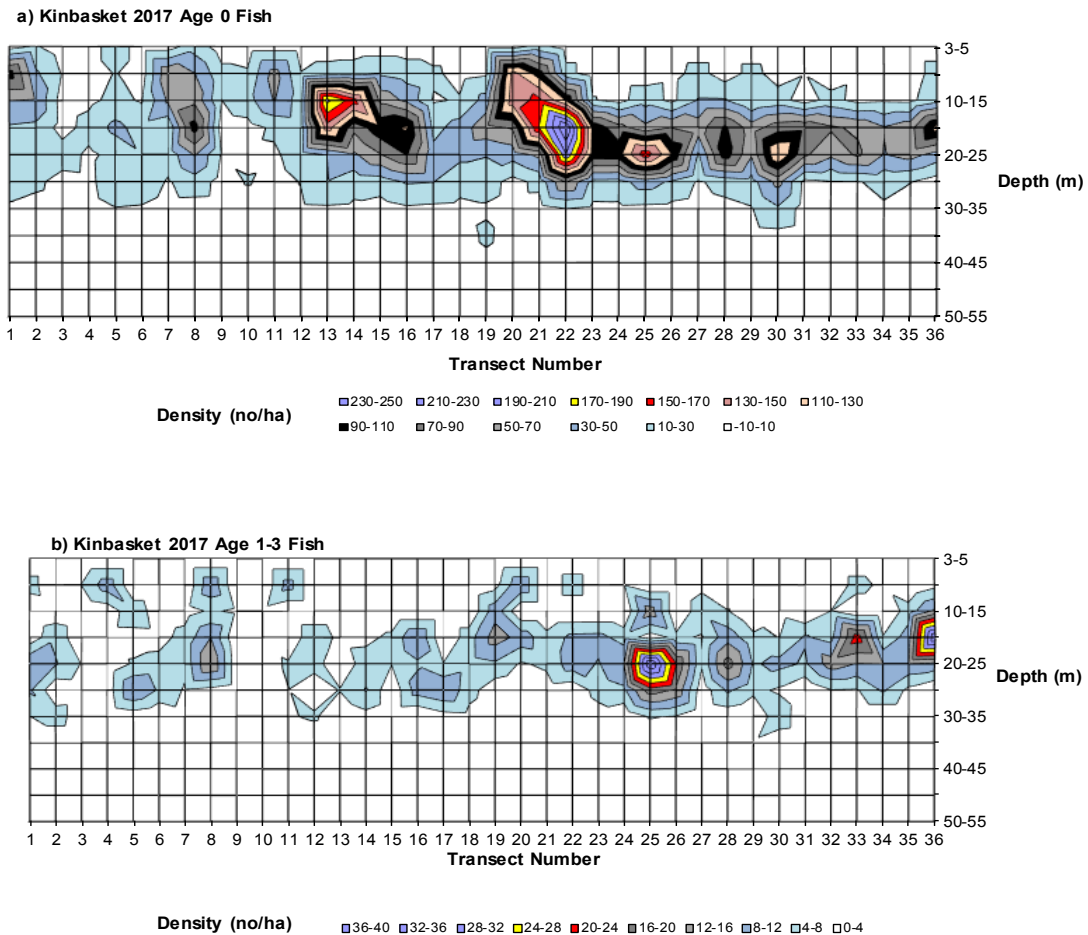 a) Kinbasket 2017 Age 0 Fish
3-5
10-15
20-25
30-35
40-45
50-55
Depth (m)
1 2 3 4 5 6 7 8 9 10 11 12 13 14 15 16 17 18 19 20 21 22 23 24 25 26 27 28 29 30 31 32 33 34 35 36
Transect Number
Density (no/ha)
230-250 210-230 190-210 170-190 150-170 130-150 110-130
90-110 70-90 50-70 30-50 10-30 -10-10
b) Kinbasket 2017 Age 1-3 Fish
3-5
10-15
20-25
30-35
40-45
50-55
Depth (m)
1 2 3 4 5 6 7 8 9 10 11 12 13 14 15 16 17 18 19 20 21 22 23 24 25 26 27 28 29 30 31 32 33 34 35 36
Transect Number
Density (no/ha)
36-40 32-36 28-32 24-28 20-24 16-20 12-16 8-12 4-8 0-4